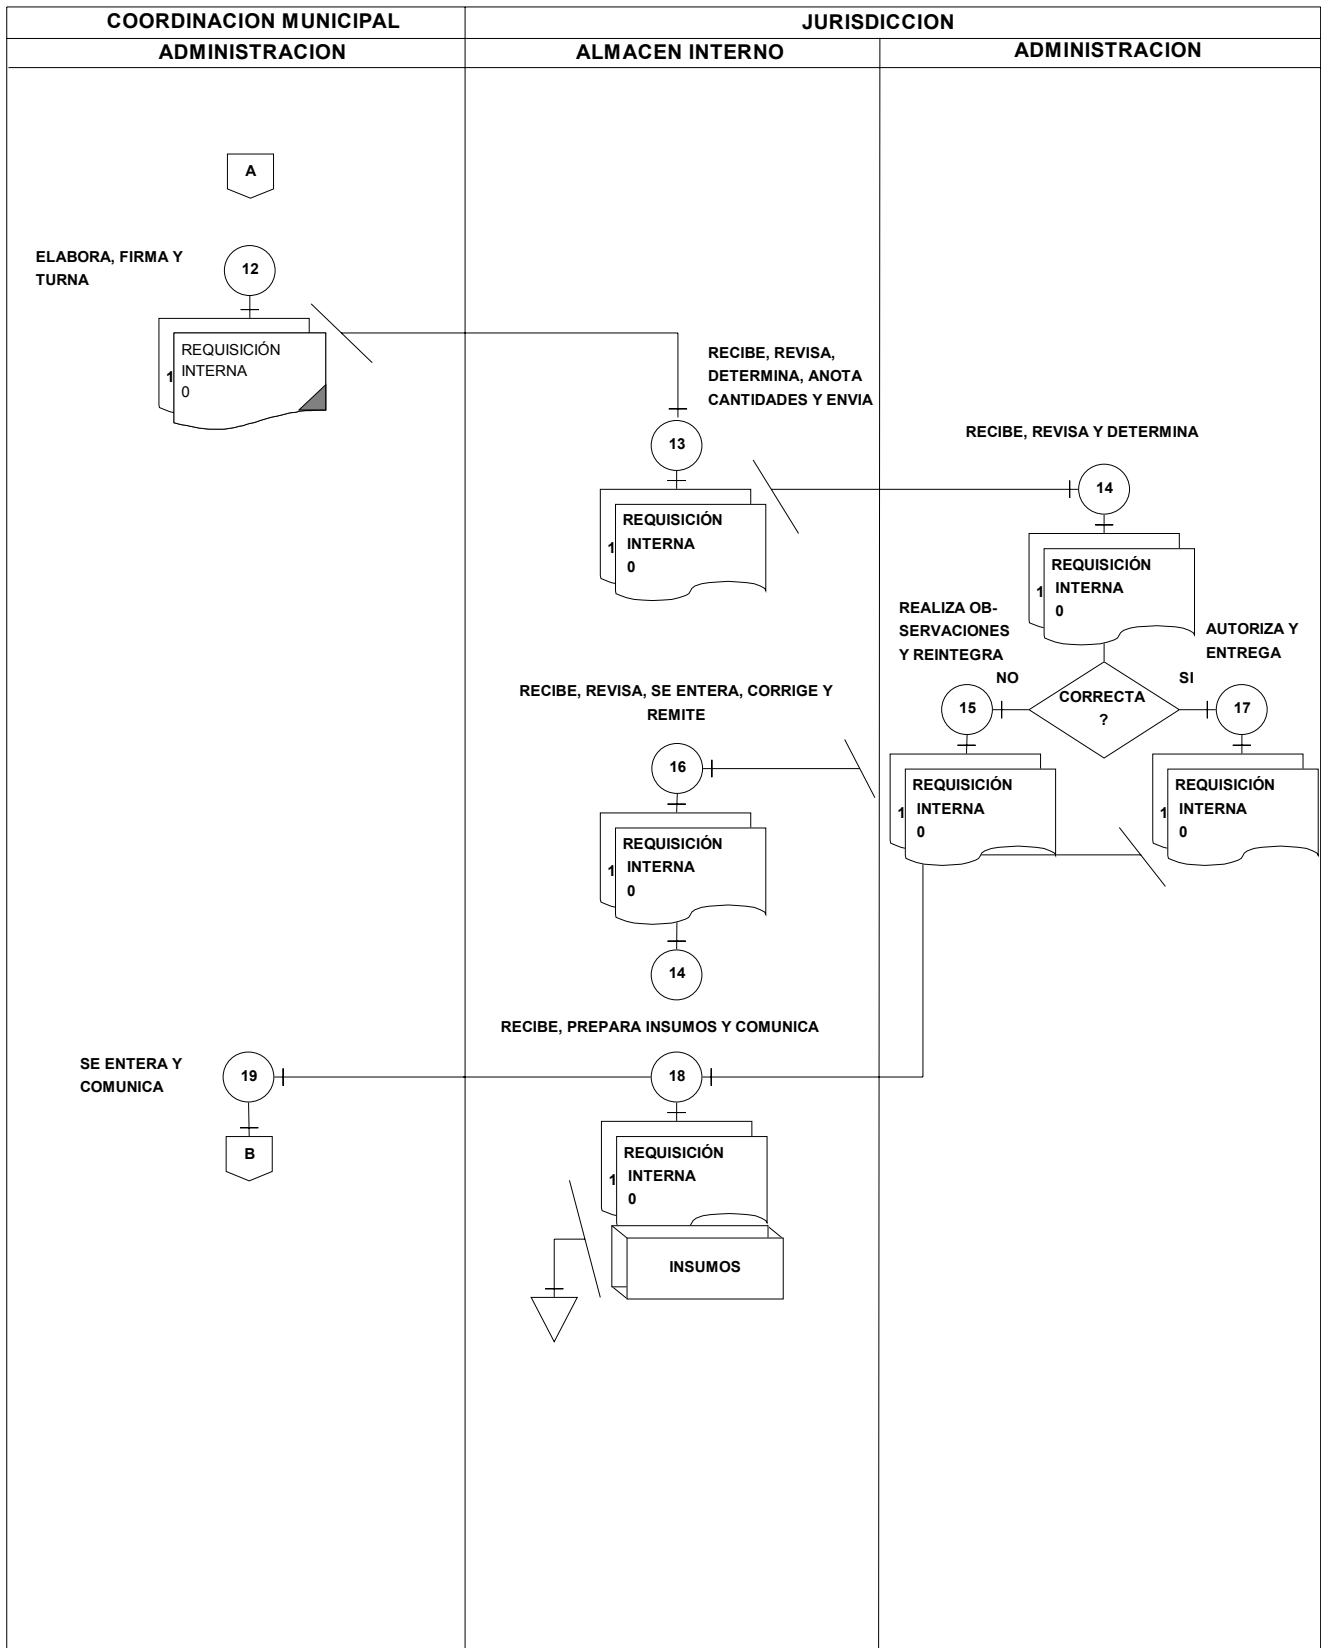 COORDINACION MUNICIPAL
JURISDICCION
ADMINISTRACION
ALMACEN INTERNO
ADMINISTRACION
A
ELABORA, FIRMA Y
TURNA
12
REQUISICIÓN
INTERNA
1
0
RECIBE, REVISA,
DETERMINA, ANOTA
CANTIDADES Y ENVIA
13
REQUISICIÓN
INTERNA
1
0
RECIBE, REVISA Y DETERMINA
14
REQUISICIÓN
INTERNA
1
0
REALIZA OB-
SERVACIONES
Y REINTEGRA
NO
CORRECTA
?
SI
AUTORIZA Y
ENTREGA
15
REQUISICIÓN
INTERNA
1
0
17
REQUISICIÓN
INTERNA
1
0
RECIBE, REVISA, SE ENTERA, CORRIGE Y
REMITE
16
REQUISICIÓN
INTERNA
1
0
14
RECIBE, PREPARA INSUMOS Y COMUNICA
18
REQUISICIÓN
INTERNA
1
0
INSUMOS
SE ENTERA Y
COMUNICA
19
B